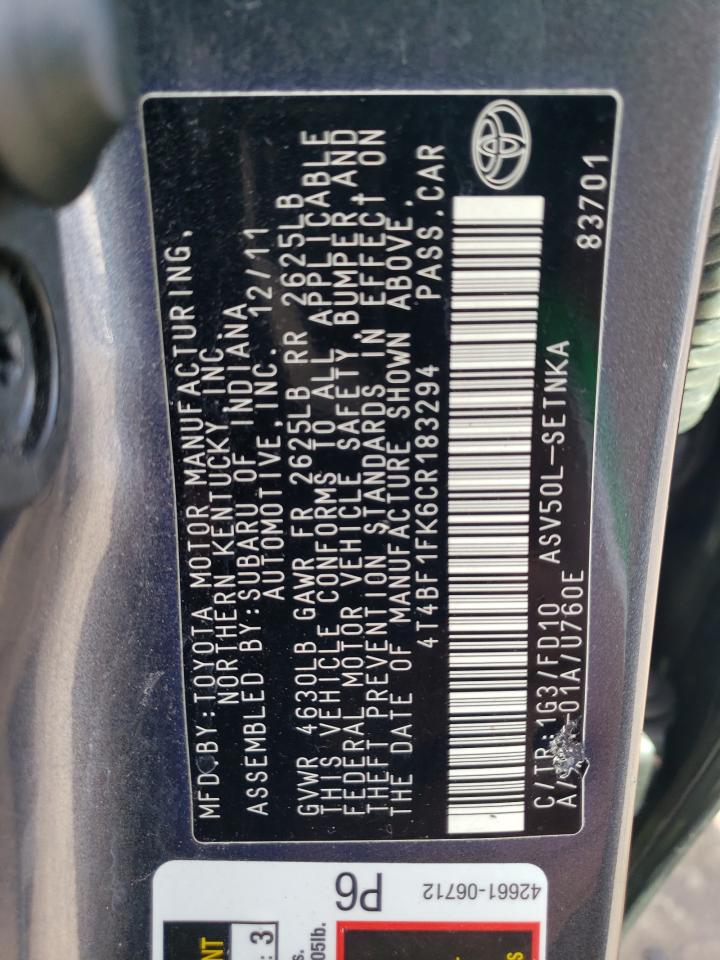 MFD.BY:TOYOTA MOTOR MANUFACTURING,
NORTHERN KENTUCKY INC.
ASSEMBLED BY:SUBARU OF INDIANA
AUTOMOTIVE,INC. 12/11
GVWR 4630LB GAWR FR 2625LB RR 2625LB
THIS VEHICLE CONFORMS TO ALL APPLICABLE
FEDERAL MOTOR VEHICLE SAFETY, BUMPER, AND
THEFT PREVENTION STANDARDS IN EFFECT ON
THE DATE OF MANUFACTURE SHOWN ABOVE.
4T4BF1FK6CR183294 PASS.CAR
C/TR:1G3/FD10 ASV50L-SETNKA
-01A/U760E
83701
P6
42661-06712
: 3
05lb.